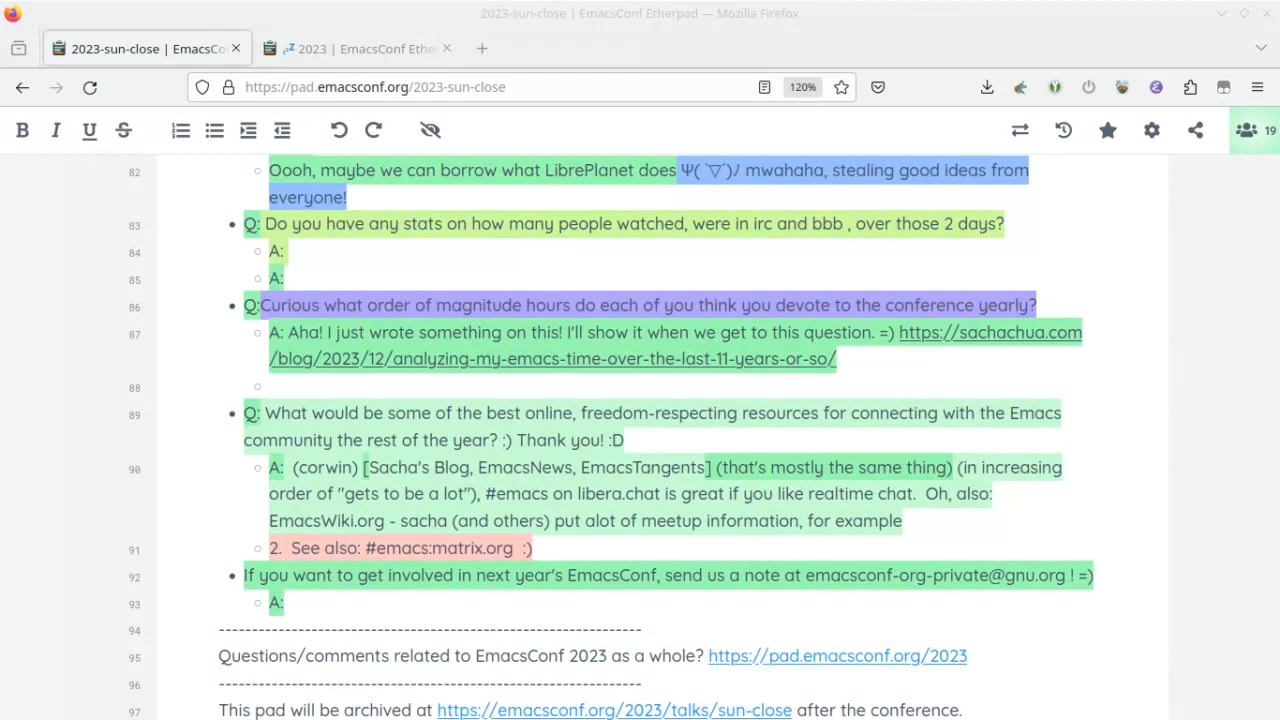 2023-sun-close | EmacsConf Etherpad — Mozilla Firefox
2023-sun-close | EmacsCo
2023 | EmacsConf Ethe
https://pad.emacsconf.org/2023-sun-close
120%
19
82 Oooh, maybe we can borrow what LibrePlanet does Ψ( `▽´)ﾉ mwahaha, stealing good ideas from
everyone!
83 Q: Do you have any stats on how many people watched, were in irc and bbb , over those 2 days?
84 A:
85 A:
86 Q:Curious what order of magnitude hours do each of you think you devote to the conference yearly?
87 A: Aha! I just wrote something on this! I'll show it when we get to this question. =) https://sachachua.com
/blog/2023/12/analyzing-my-emacs-time-over-the-last-11-years-or-so/
88
89 Q: What would be some of the best online, freedom-respecting resources for connecting with the Emacs
community the rest of the year? :) Thank you! :D
90 A: (corwin) [Sacha's Blog, EmacsNews, EmacsTangents] (that's mostly the same thing) (in increasing
order of "gets to be a lot"), #emacs on libera.chat is great if you like realtime chat. Oh, also:
EmacsWiki.org - sacha (and others) put alot of meetup information, for example
91 2. See also: #emacs:matrix.org :)
92 If you want to get involved in next year's EmacsConf, send us a note at emacsconf-org-private@gnu.org ! =)
93 A:
94 ----------------------------------------------------------------
95 Questions/comments related to EmacsConf 2023 as a whole? https://pad.emacsconf.org/2023
96 ----------------------------------------------------------------
97 This pad will be archived at https://emacsconf.org/2023/talks/sun-close after the conference.